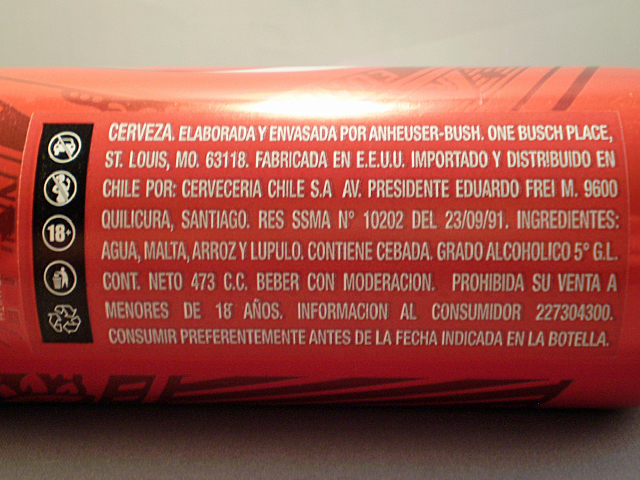 CERVEZA. ELABORADA Y ENVASADA POR ANHEUSER-BUSH. ONE BUSCH PLACE,
ST. LOUIS, MO. 63118. FABRICADA EN E.E.U.U. IMPORTADO Y DISTRIBUIDO EN
CHILE POR: CERVECERIA CHILE S.A AV. PRESIDENTE EDUARDO FREI M. 9600
QUILICURA, SANTIAGO. RES SSMA N° 10202 DEL 23/09/91. INGREDIENTES:
18+
AGUA, MALTA, ARROZ Y LUPULO. CONTIENE CEBADA. GRADO ALCOHOLICO 5° G.L.
CONT. NETO 473 C.C. BEBER CON MODERACION. PROHIBIDA SU VENTA A
MENORES DE 18 AÑOS. INFORMACION AL CONSUMIDOR 227304300.
CONSUMIR PREFERENTEMENTE ANTES DE LA FECHA INDICADA EN LA BOTELLA.